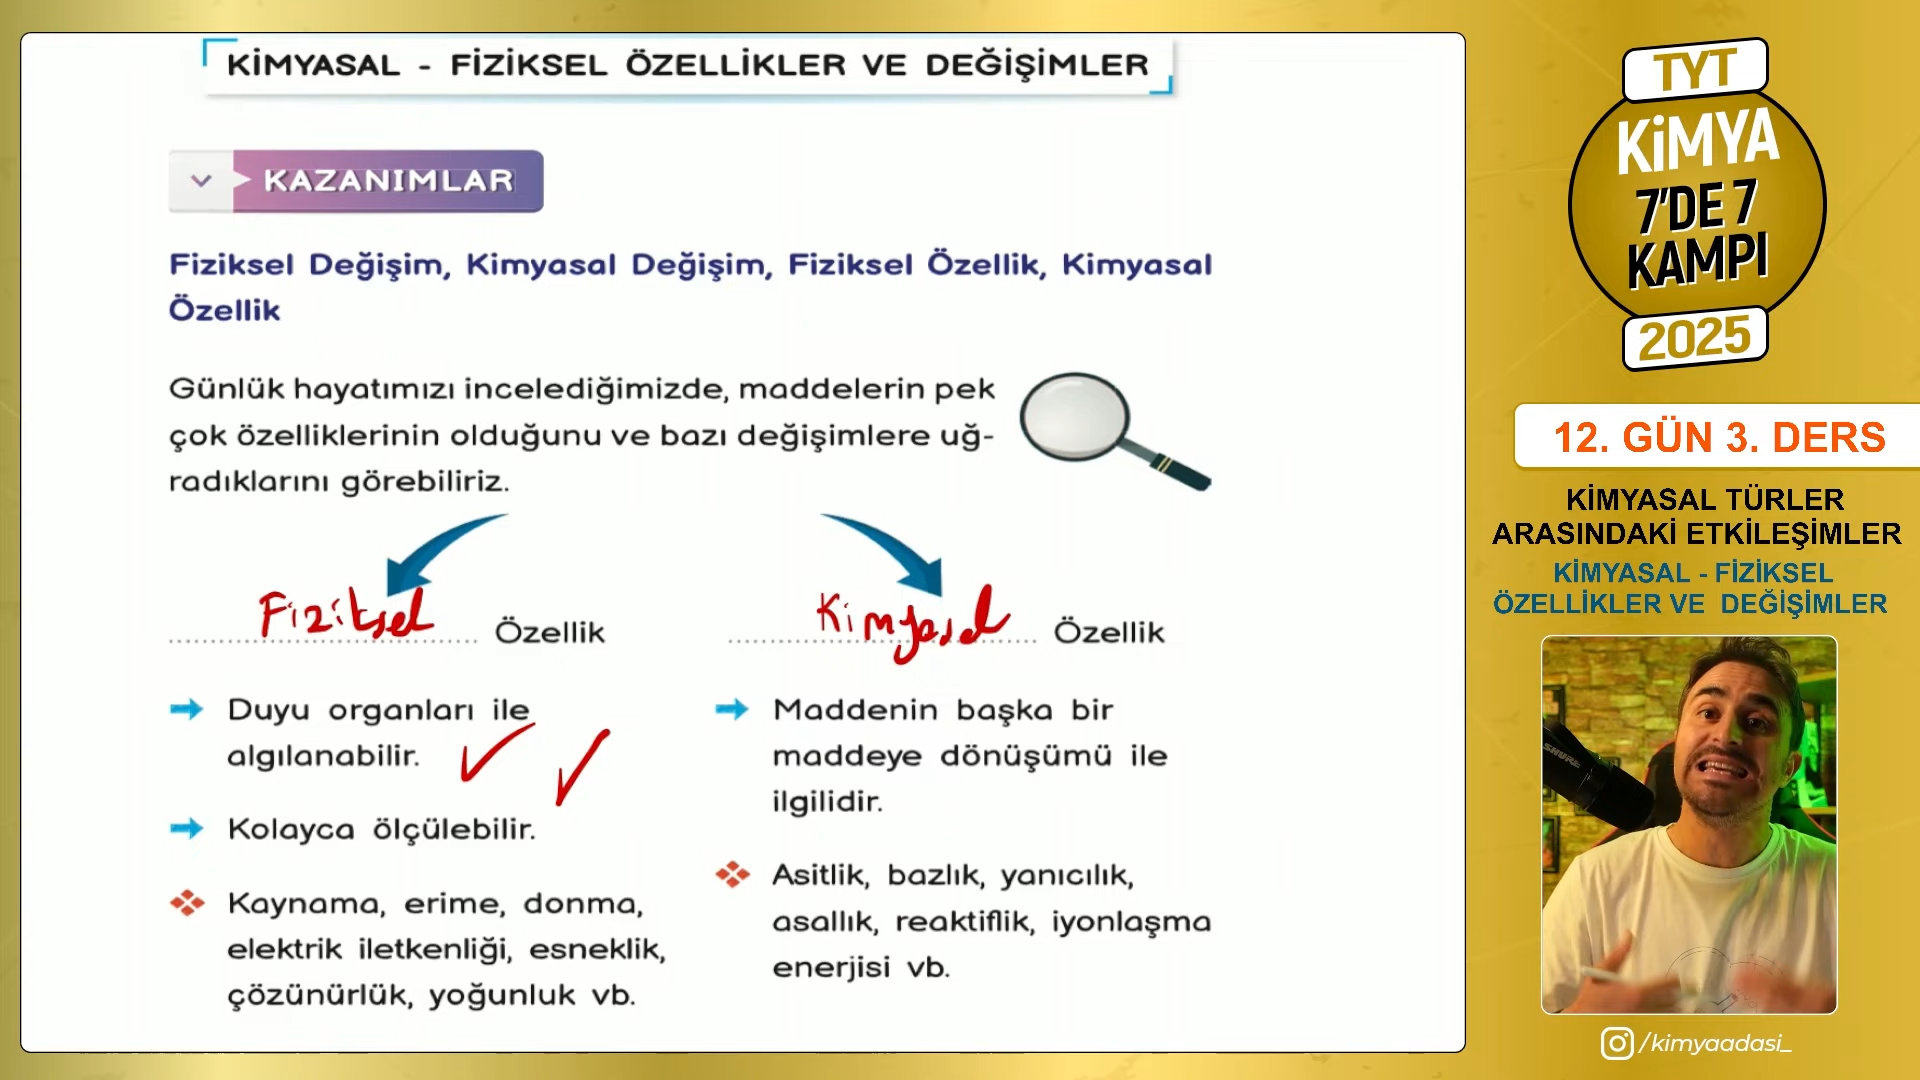 KİMYASAL - FİZİKSEL ÖZELLİKLER VE DEĞİŞİMLER
KAZANIMLAR
Fiziksel Değişim, Kimyasal Değişim, Fiziksel Özellik, Kimyasal
Özellik
Günlük hayatımızı incelediğimizde, maddelerin pek
çok özelliklerinin olduğunu ve bazı değişimlere uğ-
radıklarını görebiliriz.
Fiziksel Özellik
Duyu organları ile
algılanabilir.
Kolayca ölçülebilir.
Kaynama, erime, donma,
elektrik iletkenliği, esneklik,
çözünürlük, yoğunluk vb.
Kimyasal Özellik
Maddenin başka bir
maddeye dönüşümü ile
ilgilidir.
Asitlik, bazlık, yanıcılık,
asallık, reaktiflik, iyonlaşma
enerjisi vb.
TYT
KiMYA
7'DE 7
KAMPI
2025
12. GÜN 3. DERS
KİMYASAL TÜRLER
ARASINDAKİ ETKİLEŞİMLER
KİMYASAL - FİZİKSEL
ÖZELLİKLER VE DEĞİŞİMLER
SHURE
/kimyaadasi_